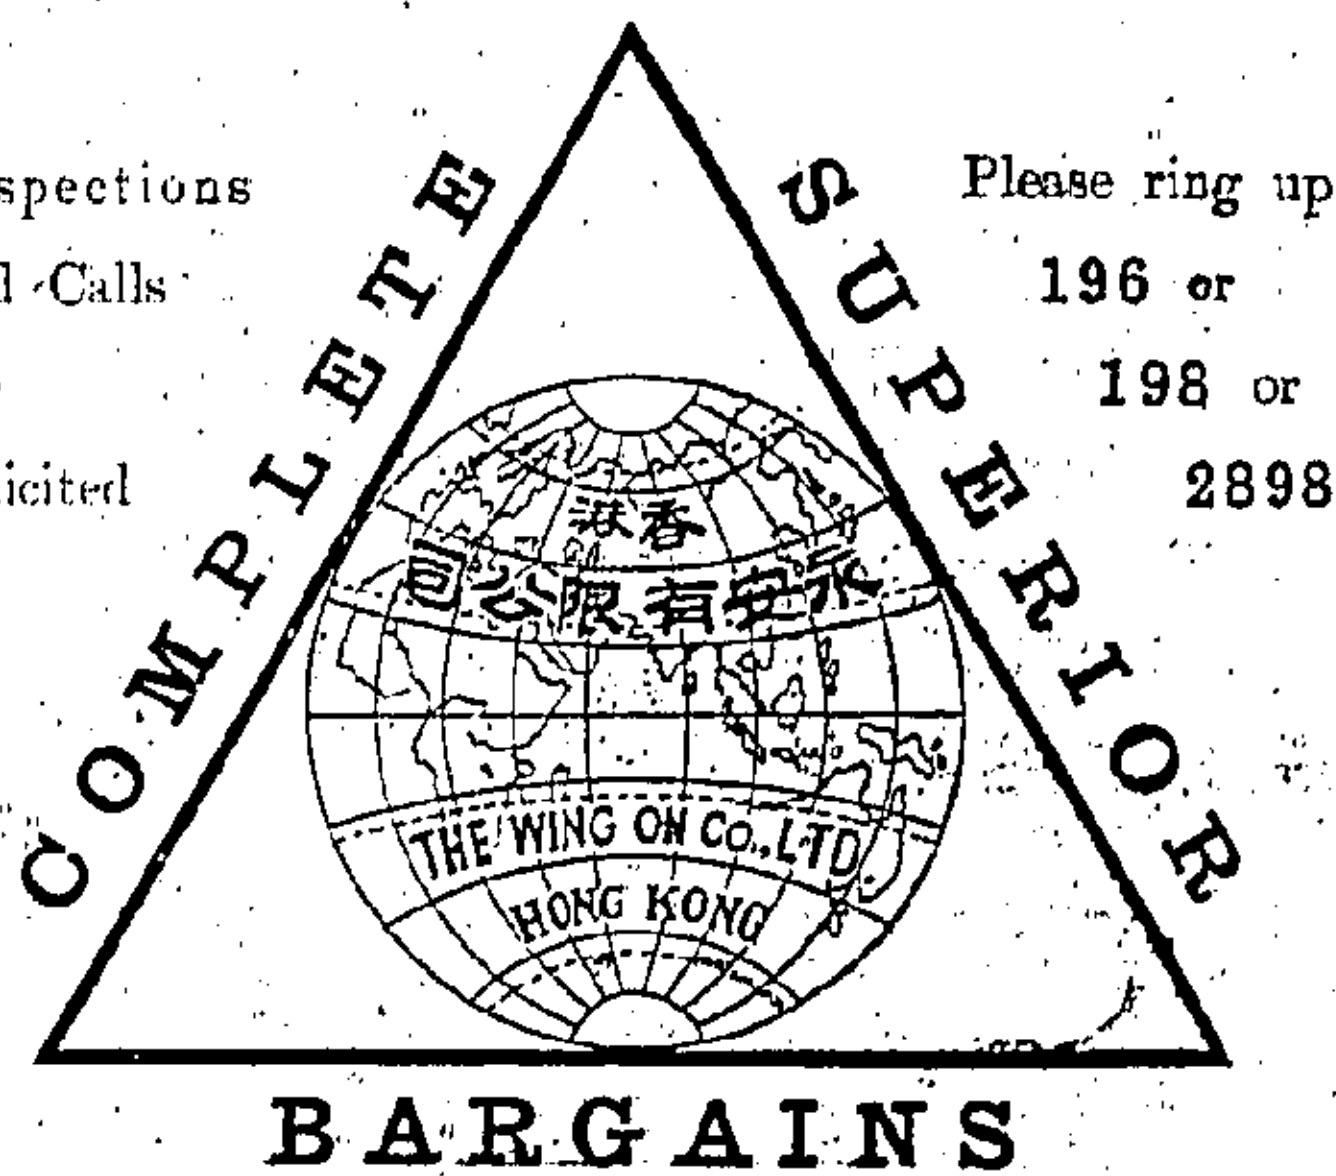 COMPLETE
SUPERIOR
BARGAINS
spections
l Calls
icited
Please ring up
196 or
198 or
2898
港香
司公限有安永
THE WING ON CO., LTD
HONG KONG